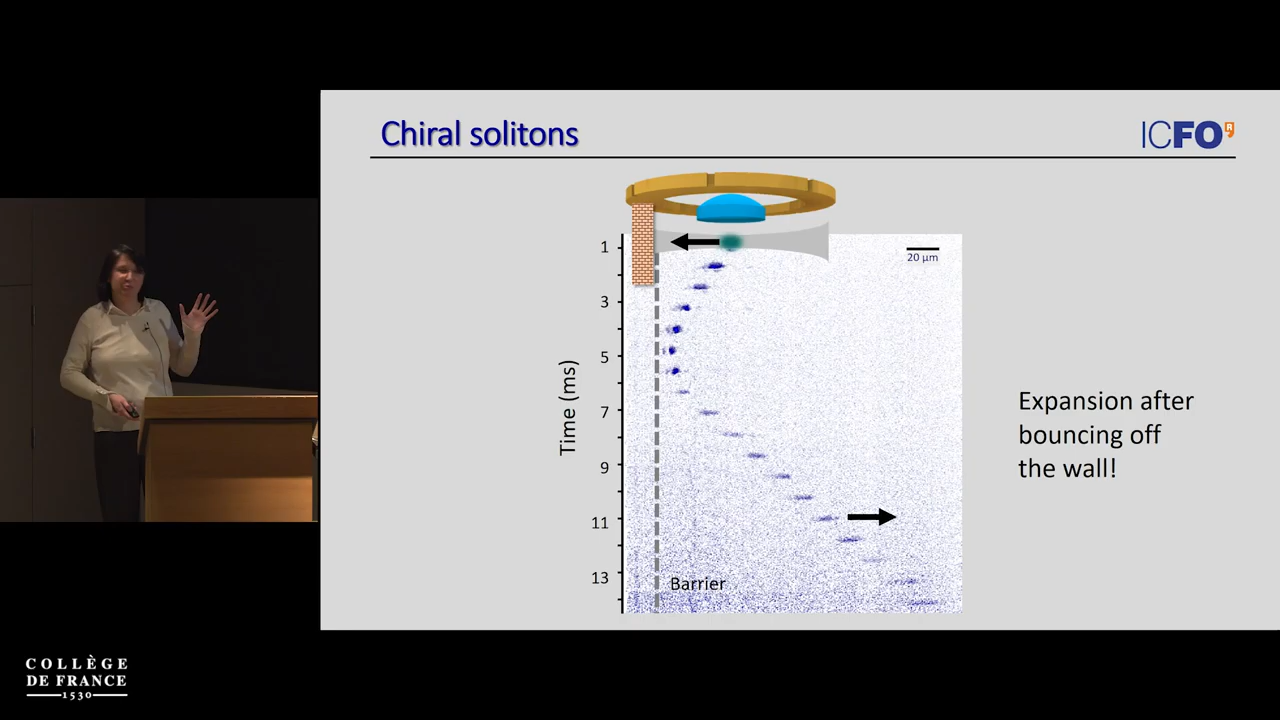 Chiral solitons
ICFO
R
1
20 µm
3
5
7
9
11
13
Time (ms)
Barrier
Expansion after
bouncing off
the wall!
COLLÈGE
DE FRANCE
1530